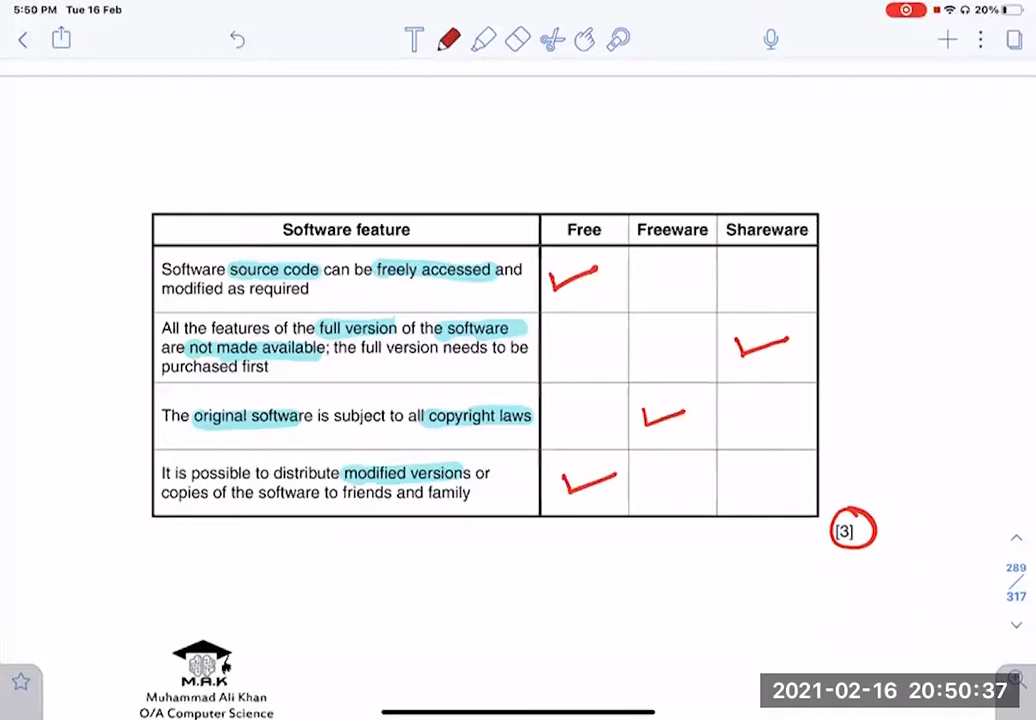 5:50 PM Tue 16 Feb
20%
T
Software feature Free Freeware Shareware
Software source code can be freely accessed and
modified as required
All the features of the full version of the software
are not made available; the full version needs to be
purchased first
The original software is subject to all copyright laws
It is possible to distribute modified versions or
copies of the software to friends and family
[3]
289
317
M.A.K
Muhammad Ali Khan
O/A Computer Science
2021-02-16 20:50:37